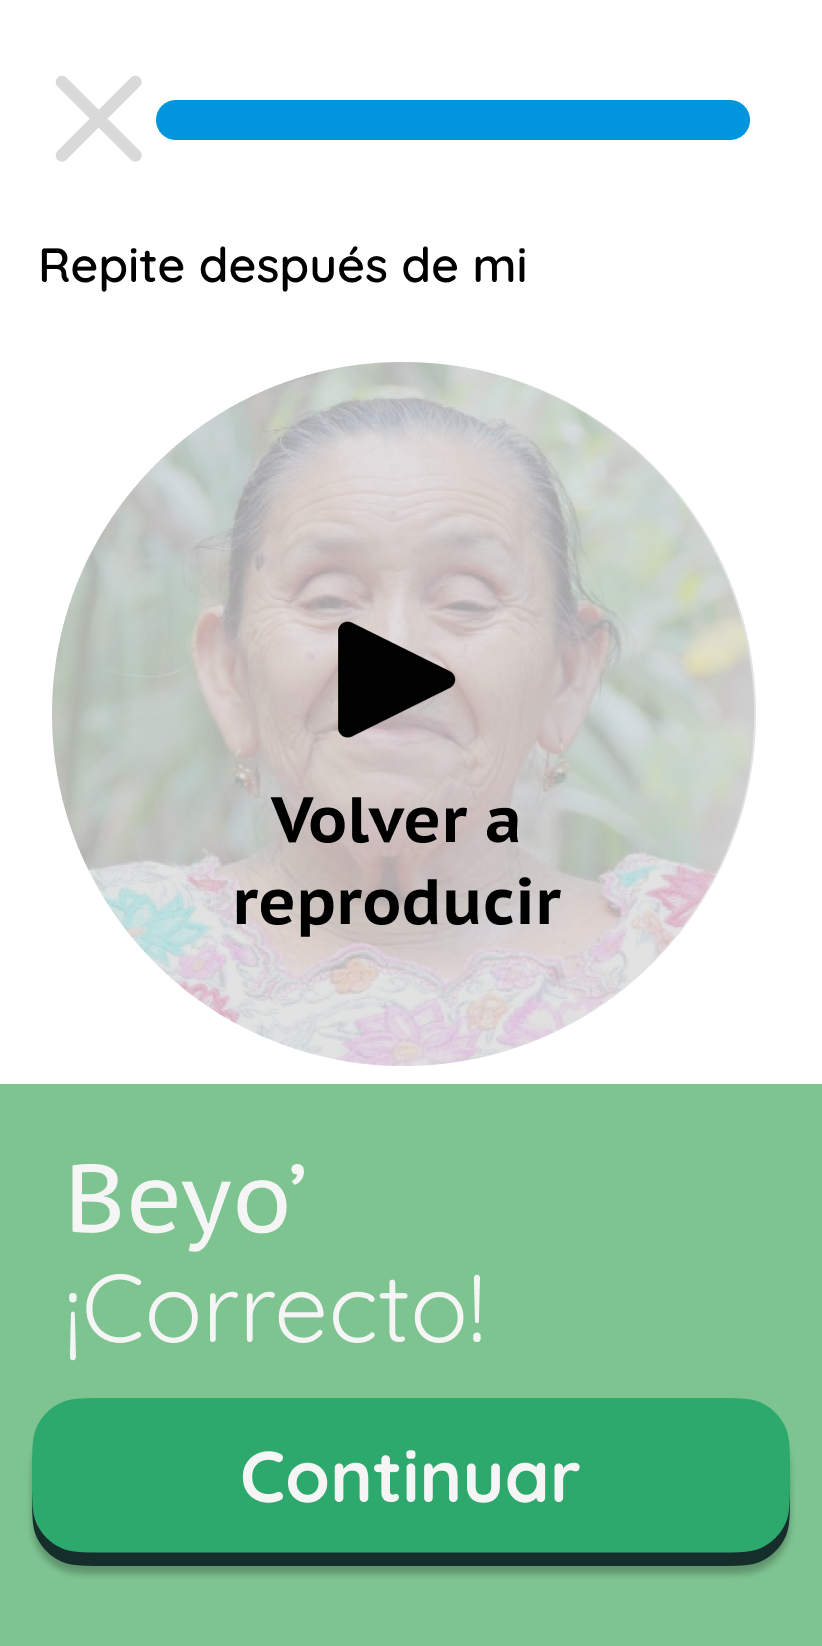 Repite después de mi
Volver a
reproducir
Beyo’
¡Correcto!
Continuar